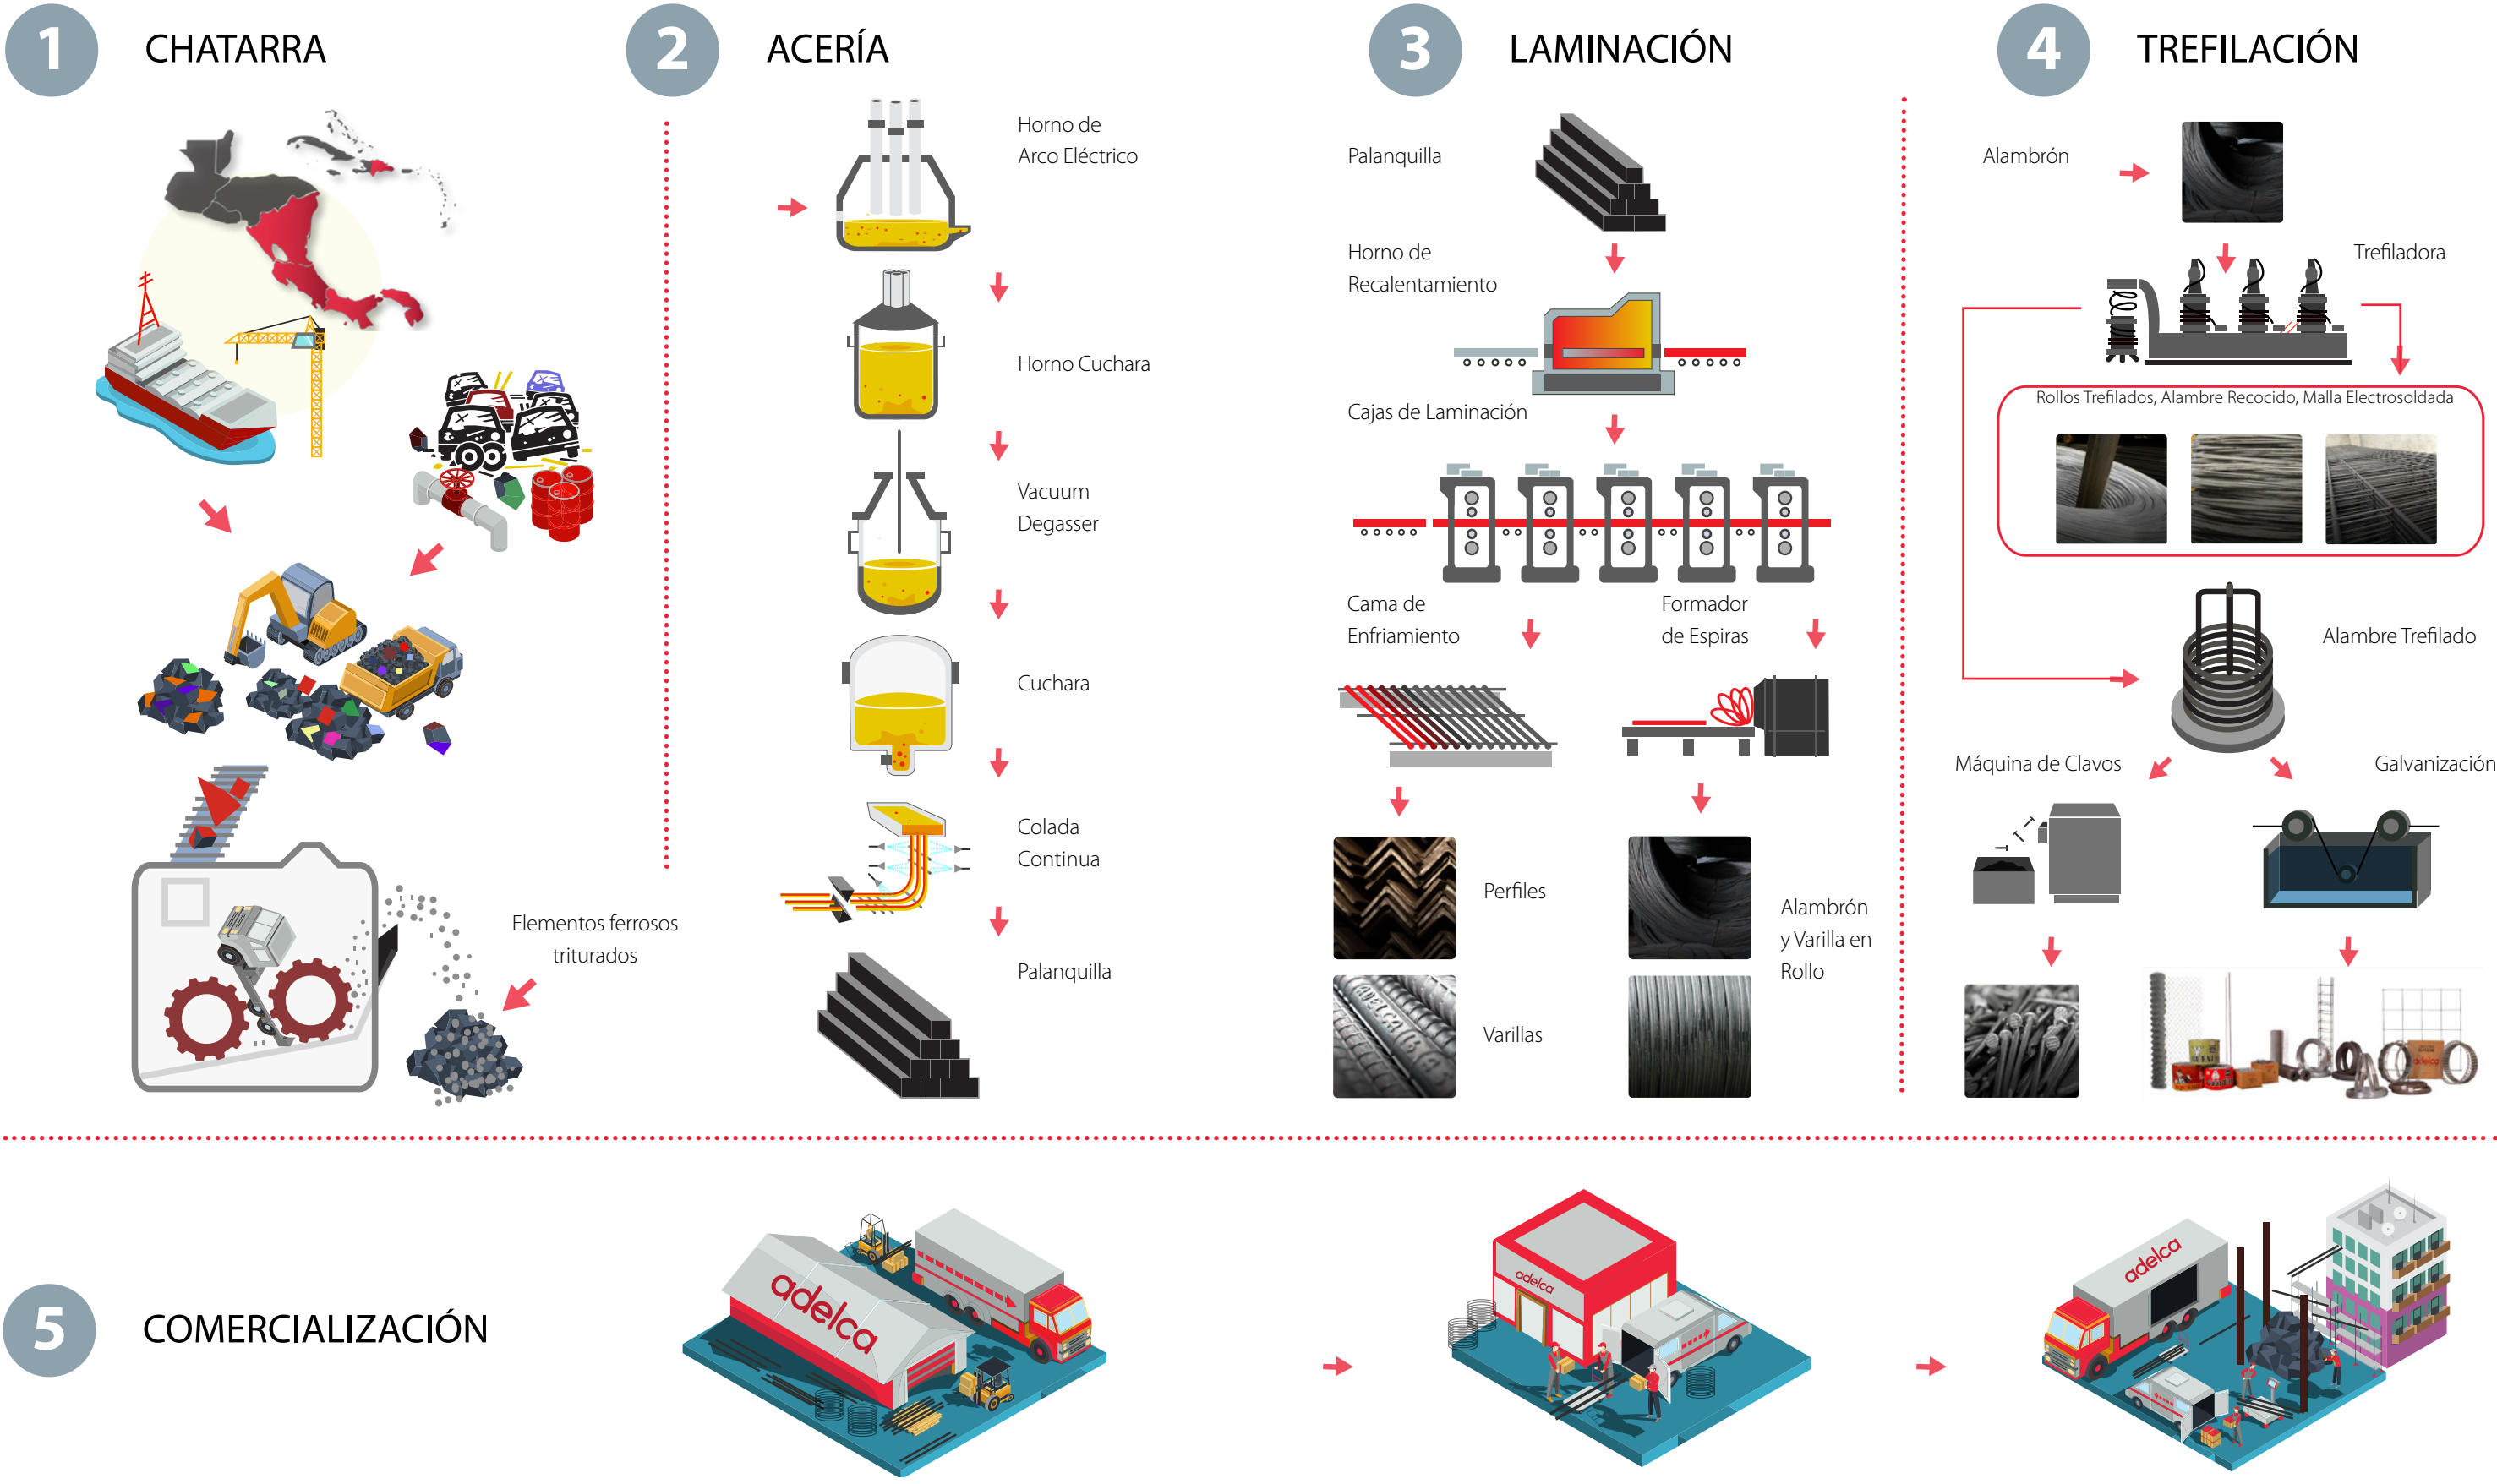 1
CHATARRA
Elementos ferrosos
triturados
2
ACERÍA
Horno de
Arco Eléctrico
Horno Cuchara
Vacuum
Degasser
Cuchara
Colada
Continua
Palanquilla
3
LAMINACIÓN
Palanquilla
Horno de
Recalentamiento
Cajas de Laminación
Cama de
Enfriamiento
Formador
de Espiras
Perfiles
Varillas
Alambrón
y Varilla en
Rollo
4
TREFILACIÓN
Alambrón
Trefiladora
Rollos Trefilados, Alambre Recocido, Malla Electrosoldada
Alambre Trefilado
Máquina de Clavos
Galvanización
adelca
5
COMERCIALIZACIÓN
adelca
adelca
adelca